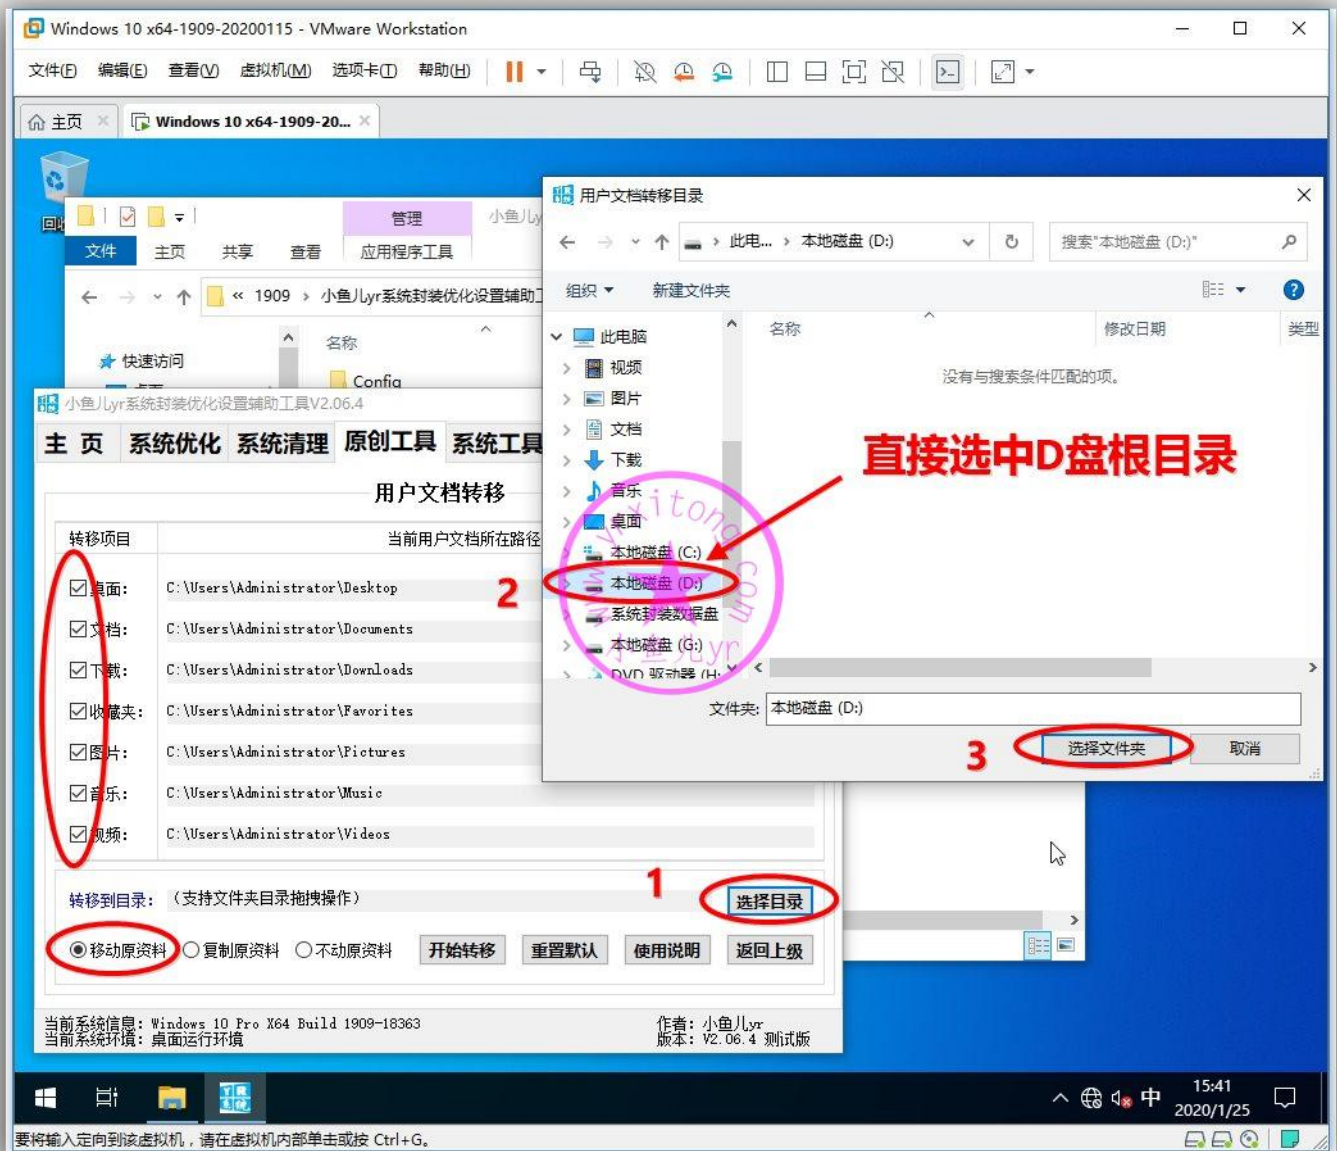 Windows 10 x64-1909-20200115 - VMware Workstation
文件(F) 编辑(E) 查看(V) 虚拟机(M) 选项卡(T) 帮助(H)
主页 Windows 10 x64-1909-20...
管理
文件 主页 共享 查看 应用程序工具
« 1909 › 小鱼儿yr系统封装优化设置辅助工
名称
快速访问
Config
小鱼儿yr系统封装优化设置辅助工具V2.06.4
主 页 系统优化 系统清理 原创工具 系统工具
用户文档转移
转移项目 当前用户文档所在路径
桌面: C:\Users\Administrator\Desktop
文档: C:\Users\Administrator\Documents
下载: C:\Users\Administrator\Downloads
收藏夹: C:\Users\Administrator\Favorites
图片: C:\Users\Administrator\Pictures
音乐: C:\Users\Administrator\Music
视频: C:\Users\Administrator\Videos
1
转移到目录: (支持文件夹目录拖拽操作) 选择目录
移动原资料 复制原资料 不动原资料 开始转移 重置默认 使用说明 返回上级
当前系统信息: Windows 10 Pro X64 Build 1909-18363 作者: 小鱼儿yr
当前系统环境: 桌面运行环境 版本: V2.06.4 测试版
用户文档转移目录
此电... › 本地磁盘 (D:) 搜索"本地磁盘 (D:)"
组织 新建文件夹
名称 修改日期 类型
没有与搜索条件匹配的项。
此电脑
视频
图片
文档
下载
音乐
桌面
本地磁盘 (C:)
本地磁盘 (D:)
系统封装数据盘
本地磁盘 (G:)
DVD 驱动器 (H:
直接选中D盘根目录
2
www.yrxitong.com
小鱼儿yr
文件夹: 本地磁盘 (D:)
3
选择文件夹 取消
YR
系统
中
15:41
2020/1/25
要将输入定向到该虚拟机，请在虚拟机内部单击或按 Ctrl+G。